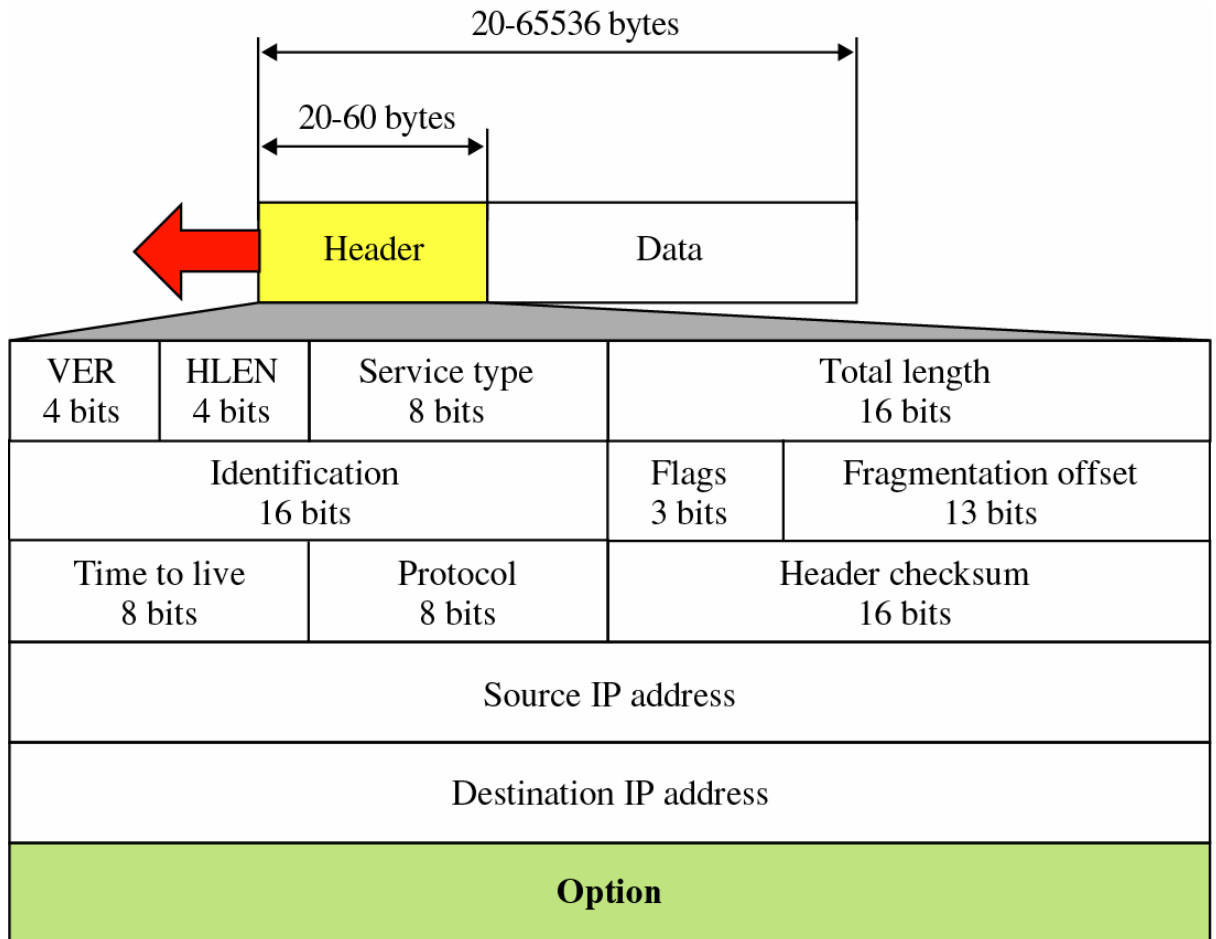 20-65536 bytes
20-60 bytes
Header
Data
VER
4 bits
HLEN
4 bits
Service type
8 bits
Total length
16 bits
Identification
16 bits
Flags
3 bits
Fragmentation offset
13 bits
Time to live
8 bits
Protocol
8 bits
Header checksum
16 bits
Source IP address
Destination IP address
Option